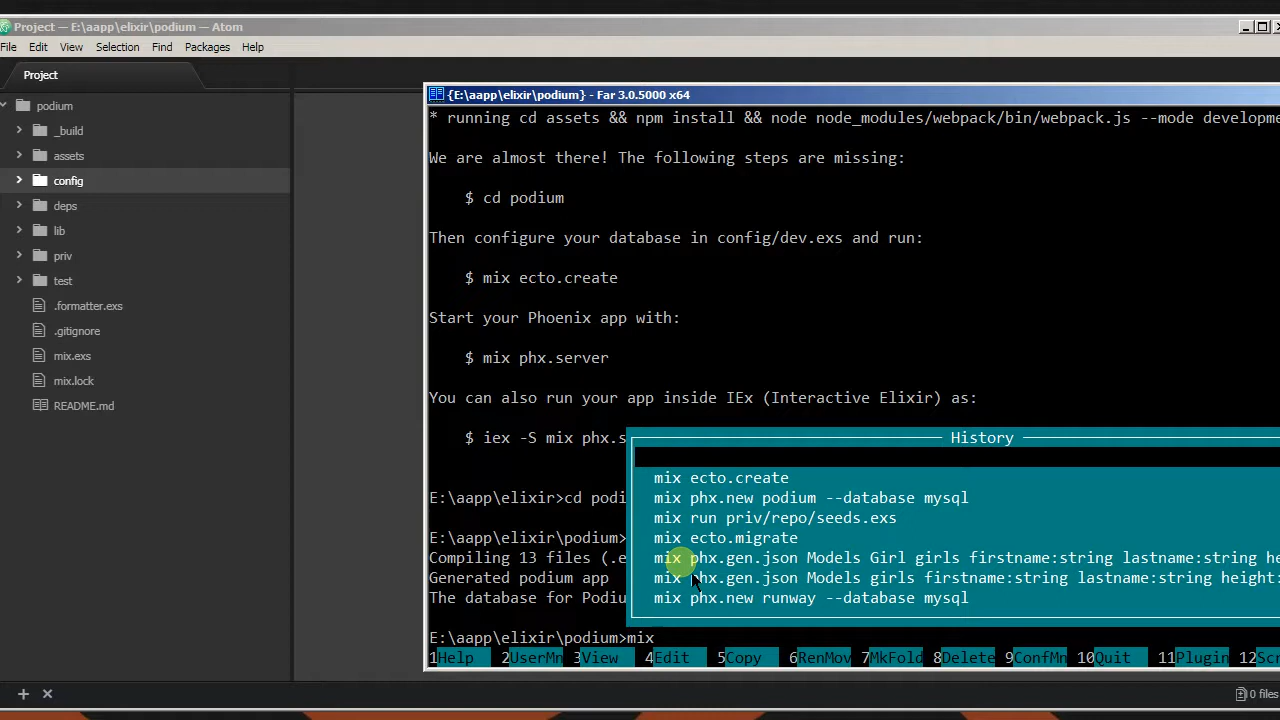 Project — E:\aapp\elixir\podium — Atom
File Edit View Selection Find Packages Help
Project
podium
_build
assets
config
deps
lib
priv
test
.formatter.exs
.gitignore
mix.exs
mix.lock
README.md
{E:\aapp\elixir\podium} - Far 3.0.5000 x64
* running cd assets && npm install && node node_modules/webpack/bin/webpack.js --mode developme
We are almost there! The following steps are missing:
$ cd podium
Then configure your database in config/dev.exs and run:
$ mix ecto.create
Start your Phoenix app with:
$ mix phx.server
You can also run your app inside IEx (Interactive Elixir) as:
$ iex -S mix phx.s
E:\aapp\elixir>cd podi
E:\aapp\elixir\podium>
Compiling 13 files (.e
Generated podium app
The database for Podiu
History
mix ecto.create
mix phx.new podium --database mysql
mix run priv/repo/seeds.exs
mix ecto.migrate
mix phx.gen.json Models Girl girls firstname:string lastname:string he
mix phx.gen.json Models girls firstname:string lastname:string height:
mix phx.new runway --database mysql
E:\aapp\elixir\podium>mix
1Help 2UserMn 3View 4Edit 5Copy 6RenMov 7MkFold 8Delete 9ConfMn 10Quit 11Plugin 12Scr
0 files